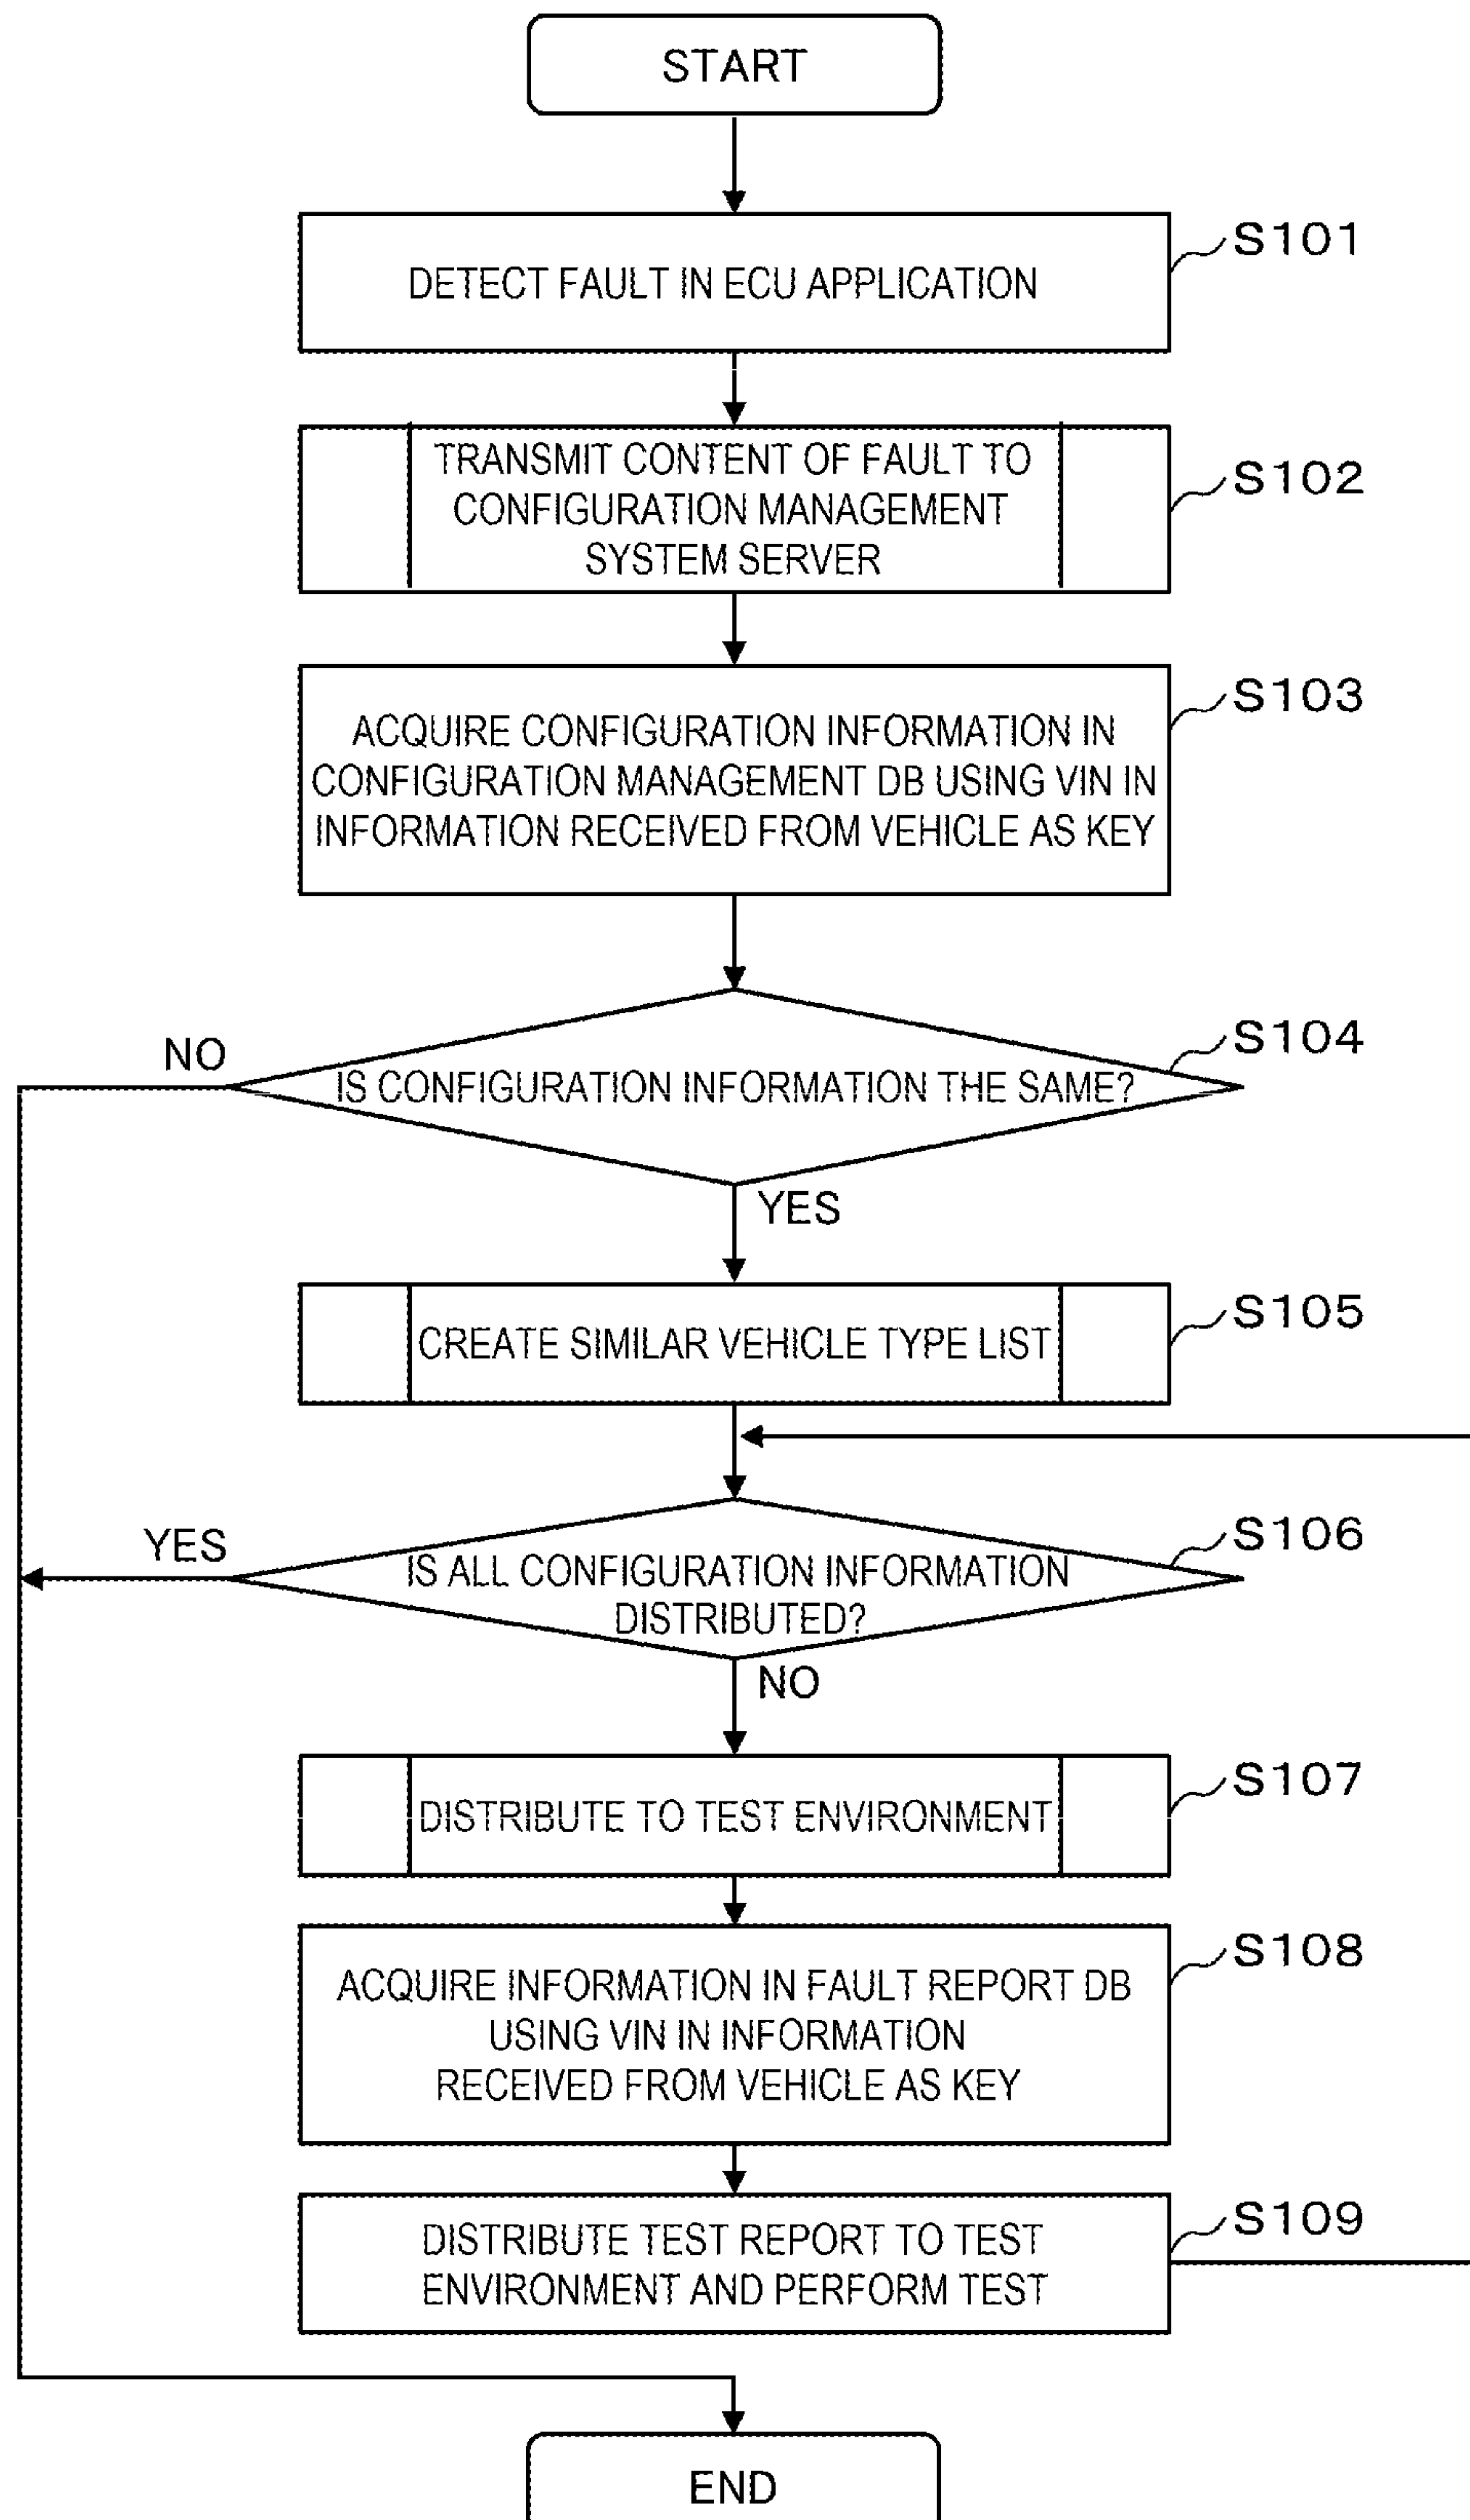 START
DETECT FAULT IN ECU APPLICATION
S101
TRANSMIT CONTENT OF FAULT TO
CONFIGURATION MANAGEMENT
SYSTEM SERVER
S102
ACQUIRE CONFIGURATION INFORMATION IN
CONFIGURATION MANAGEMENT DB USING VIN IN
INFORMATION RECEIVED FROM VEHICLE AS KEY
S103
IS CONFIGURATION INFORMATION THE SAME?
S104
NO
YES
CREATE SIMILAR VEHICLE TYPE LIST
S105
IS ALL CONFIGURATION INFORMATION
DISTRIBUTED?
S106
YES
NO
DISTRIBUTE TO TEST ENVIRONMENT
S107
ACQUIRE INFORMATION IN FAULT REPORT DB
USING VIN IN INFORMATION
RECEIVED FROM VEHICLE AS KEY
S108
DISTRIBUTE TEST REPORT TO TEST
ENVIRONMENT AND PERFORM TEST
S109
END